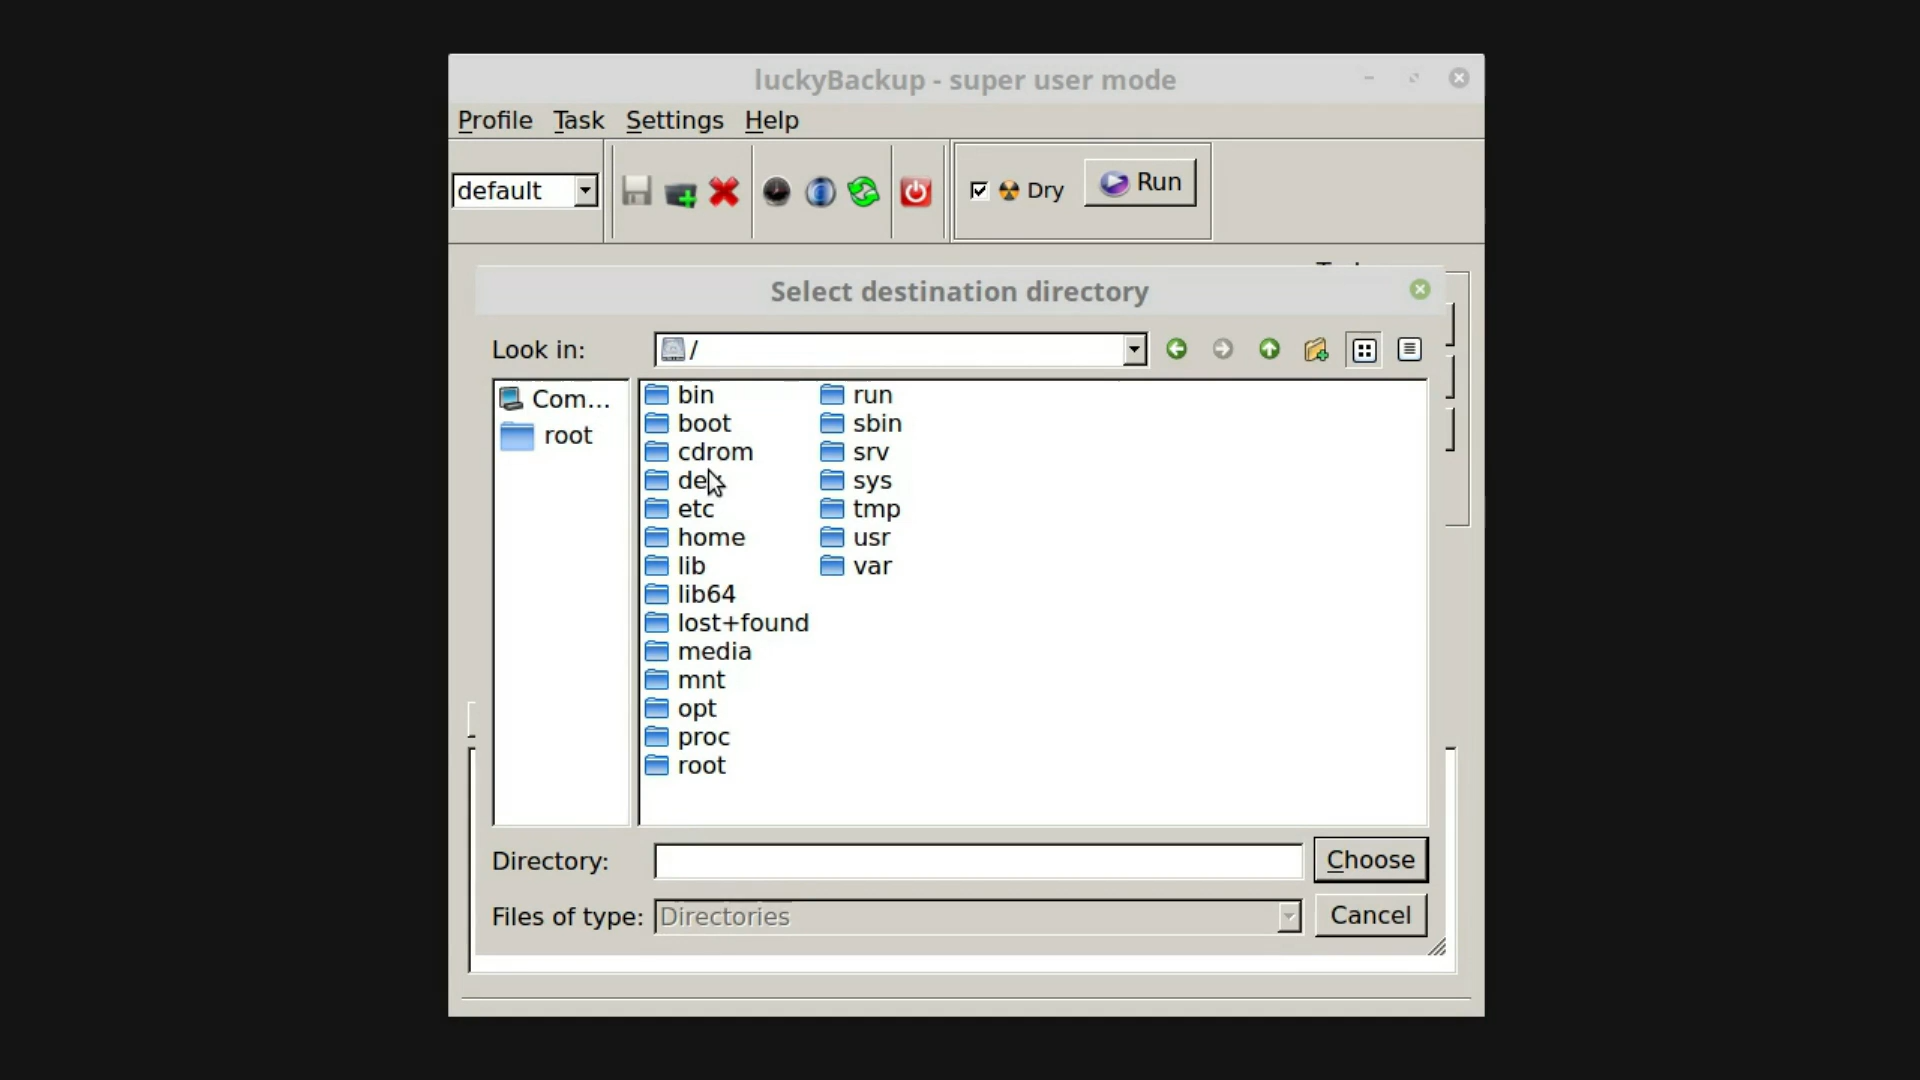 luckyBackup - super user mode
Profile Task Settings Help
default Dry Run
Select destination directory
Look in: /
Com... root
bin
boot
cdrom
etc
home
lib
lib64
lost+found
media
mnt
opt
proc
root
run
sbin
srv
sys
tmp
usr
var
Directory: Choose
Files of type: Directories Cancel